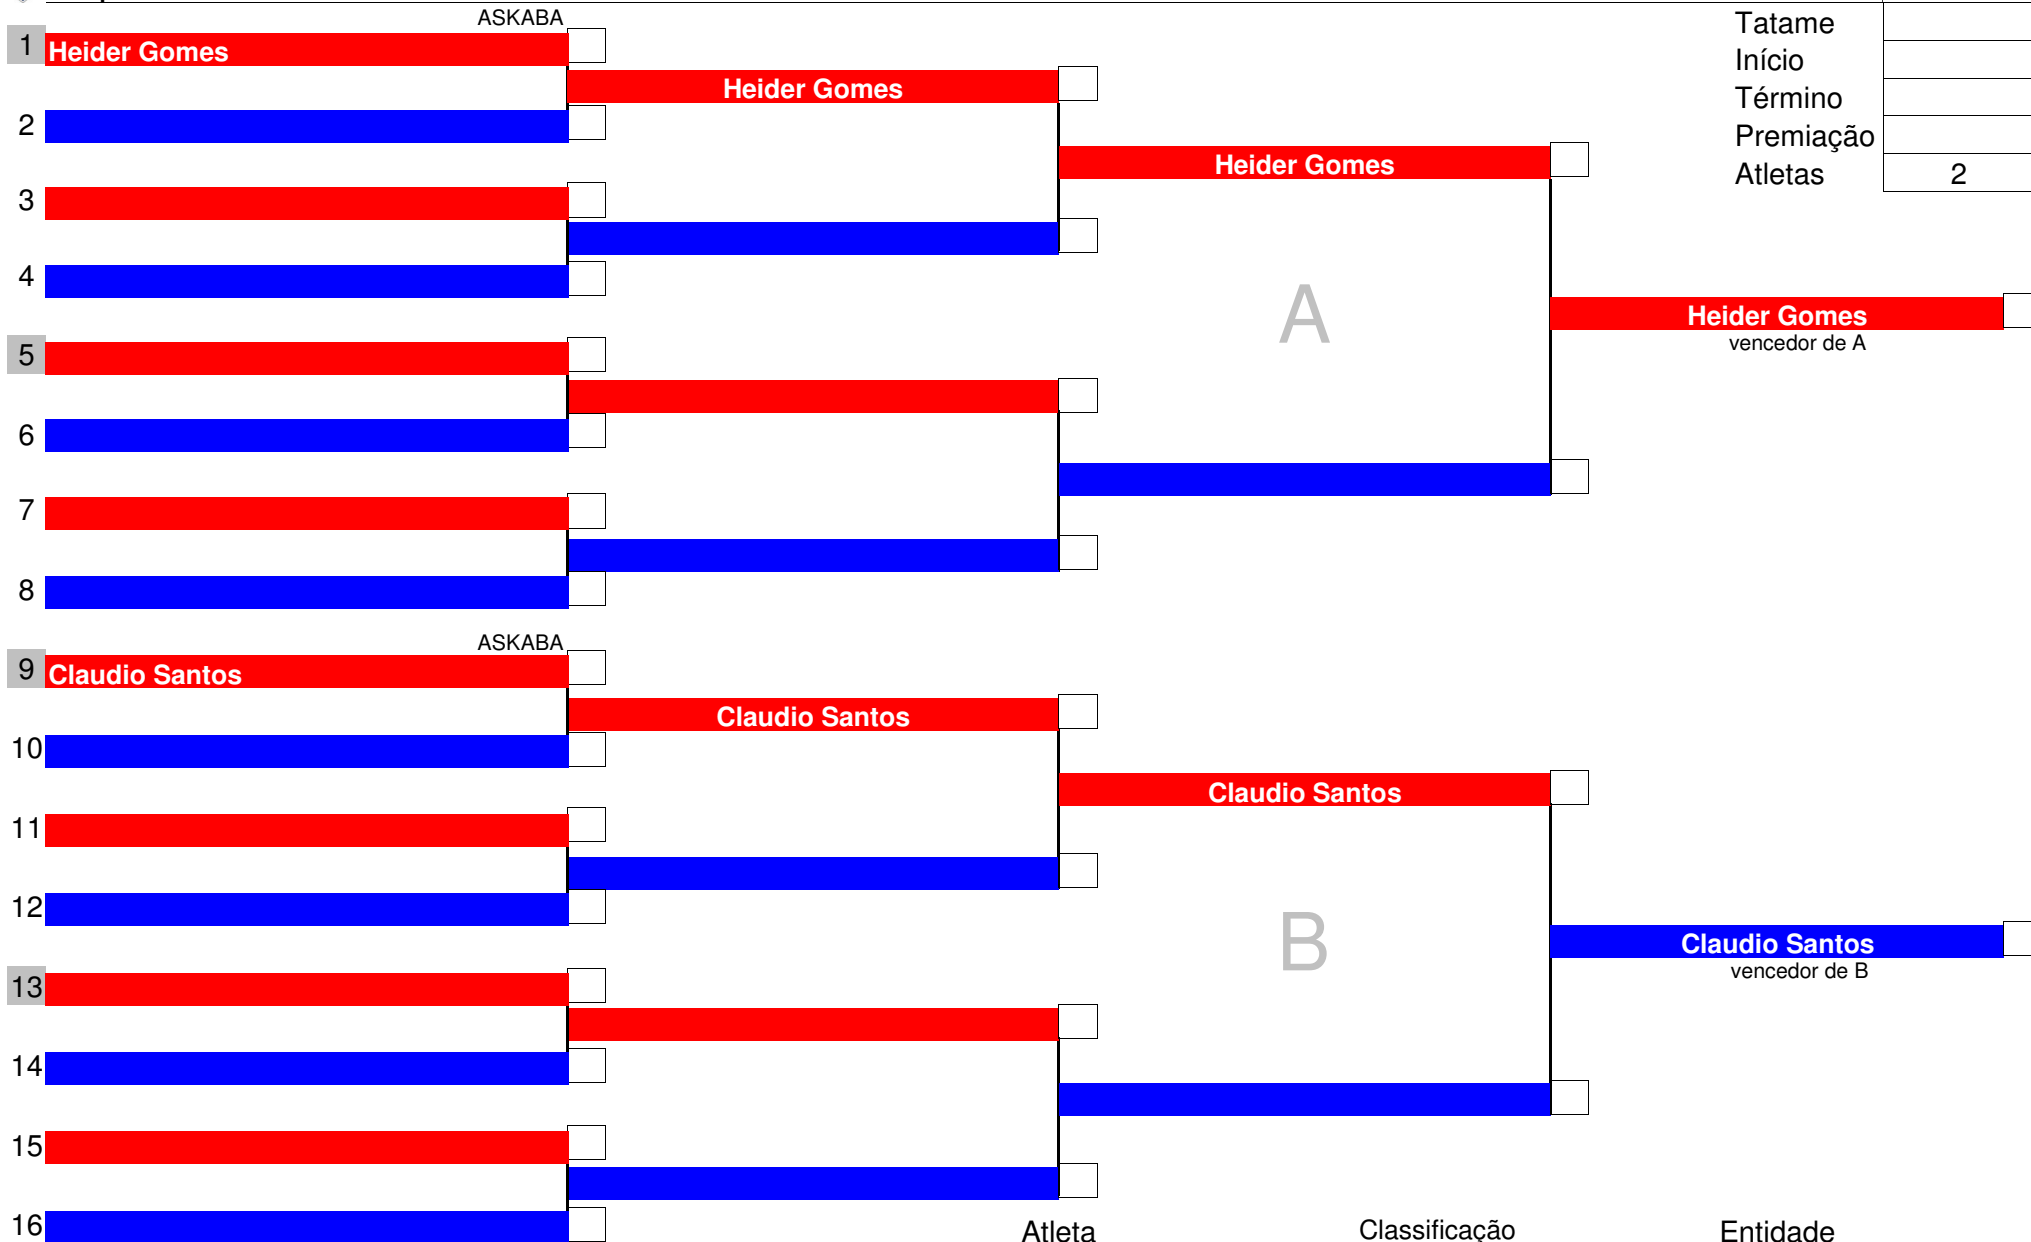 ASKABA
Tatame
1 Heider Gomes
Início
Heider Gomes
Término
2
Premiação
Heider Gomes
Atletas 2
3
4
A
Heider Gomes
vencedor de A
5
6
7
8
ASKABA
9 Claudio Santos
Claudio Santos
10
Claudio Santos
11
12
B
Claudio Santos
vencedor de B
13
14
15
16
Atleta Classificação Entidade